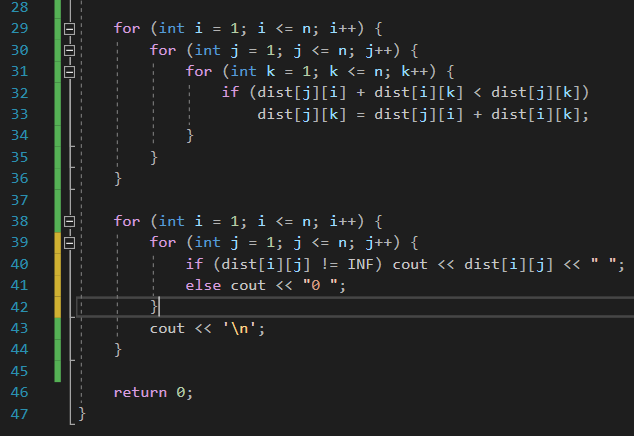 28
29 for (int i = 1; i <= n; i++) {
30 for (int j = 1; j <= n; j++) {
31 for (int k = 1; k <= n; k++) {
32 if (dist[j][i] + dist[i][k] < dist[j][k])
33 dist[j][k] = dist[j][i] + dist[i][k];
34 }
35 }
36 }
37
38 for (int i = 1; i <= n; i++) {
39 for (int j = 1; j <= n; j++) {
40 if (dist[i][j] != INF) cout << dist[i][j] << " ";
41 else cout << "0 ";
42 }
43 cout << '\n';
44 }
45
46 return 0;
47 }